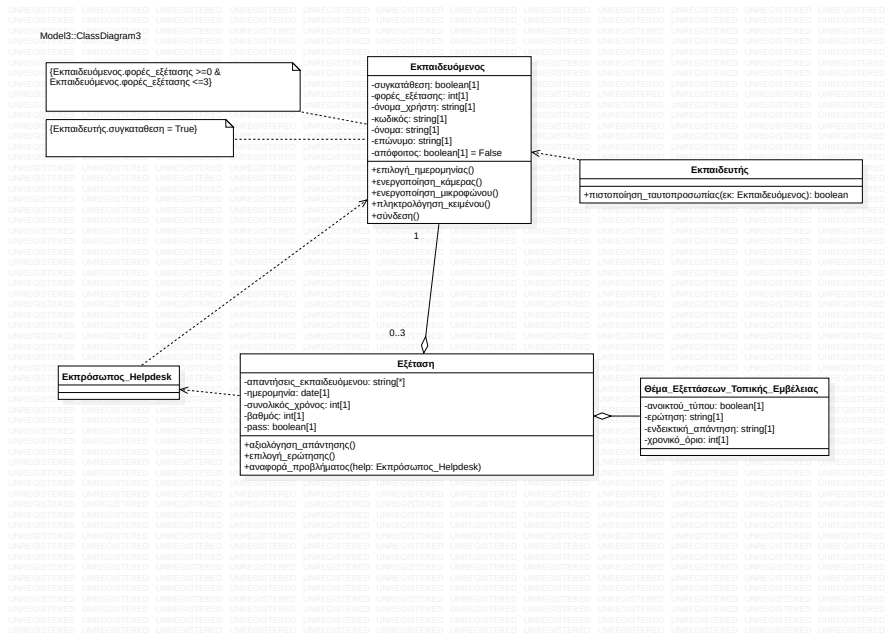 Model3::ClassDiagram3
{Εκπαιδευόμενος.φορές_εξέτασης >=0 &
Εκπαιδευόμενος.φορές_εξέτασης <=3}
{Εκπαιδευτής.συγκαταθεση = True}
Εκπαιδευόμενος
-συγκατάθεση: boolean[1]
-φορές_εξέτασης: int[1]
-όνομα_χρήστη: string[1]
-κωδικός: string[1]
-όνομα: string[1]
-επώνυμο: string[1]
-απόφοιτος: boolean[1] = False
+επιλογή_ημερομηνίας()
+ενεργοποίηση_κάμερας()
+ενεργοποίηση_μικροφώνου()
+πληκτρολόγηση_κειμένου()
+σύνδεση()
Εκπαιδευτής
+πιστοποίηση_ταυτοπροσωπίας(εκ: Εκπαιδευόμενος): boolean
1
0..3
Εκπρόσωπος_Helpdesk
Εξέταση
-απαντήσεις_εκπαιδευόμενου: string[*]
-ημερομηνία: date[1]
-συνολικός_χρόνος: int[1]
-βαθμός: int[1]
-pass: boolean[1]
+αξιολόγηση_απάντησης()
+επιλογή_ερώτησης()
+αναφορά_προβλήματος(help: Εκπρόσωπος_Helpdesk)
Θέμα_Εξεττάσεων_Τοπικής_Εμβέλειας
-ανοικτού_τύπου: boolean[1]
-ερώτηση: string[1]
-ενδεικτική_απάντηση: string[1]
-χρονικό_όριο: int[1]
UNREGISTERED